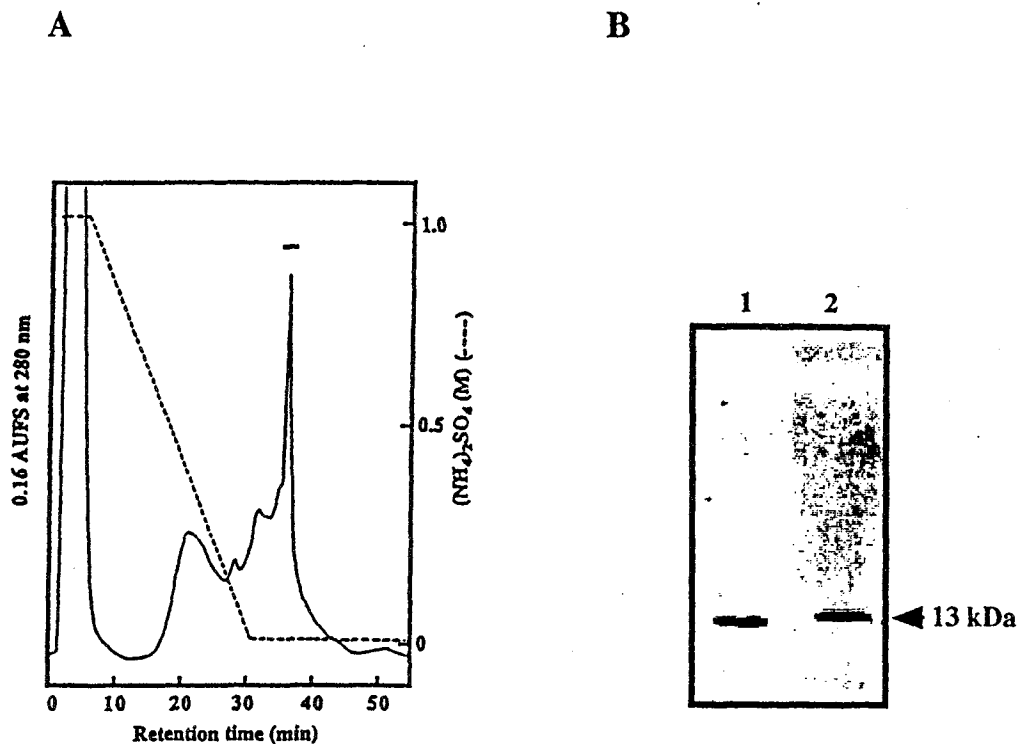 A
B
0.16 AUFS at 280 nm
1.0
0.5
0
(NH₄)₂SO₄ (M) (----)
0 10 20 30 40 50
Retention time (min)
1 2
13 kDa